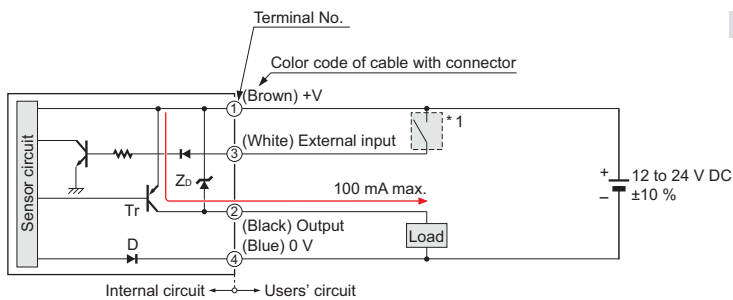 Terminal No.
Color code of cable with connector
(Brown) +V
1
* 1
(White) External input
3
Sensor circuit
ZD
100 mA max.
Tr
2
(Black) Output
(Blue) 0 V
Load
D
4
+
12 to 24 V DC
–
±10 %
Internal circuit
Users' circuit